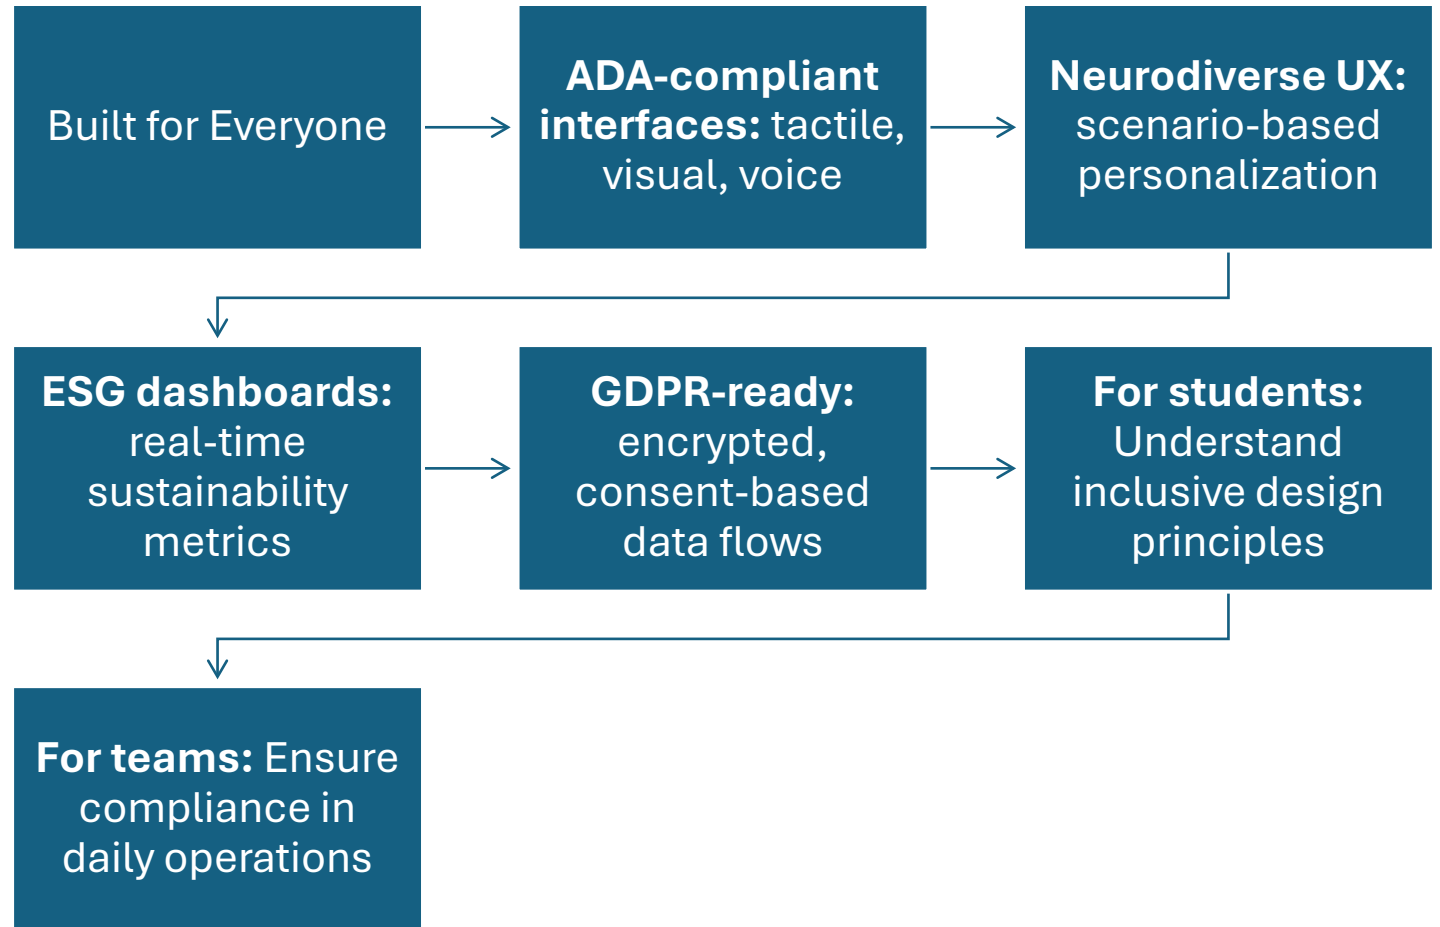 Built for Everyone
ADA-compliant
interfaces: tactile,
visual, voice
Neurodiverse UX:
scenario-based
personalization
ESG dashboards:
real-time
sustainability
metrics
GDPR-ready:
encrypted,
consent-based
data flows
For students:
Understand
inclusive design
principles
For teams: Ensure
compliance in
daily operations